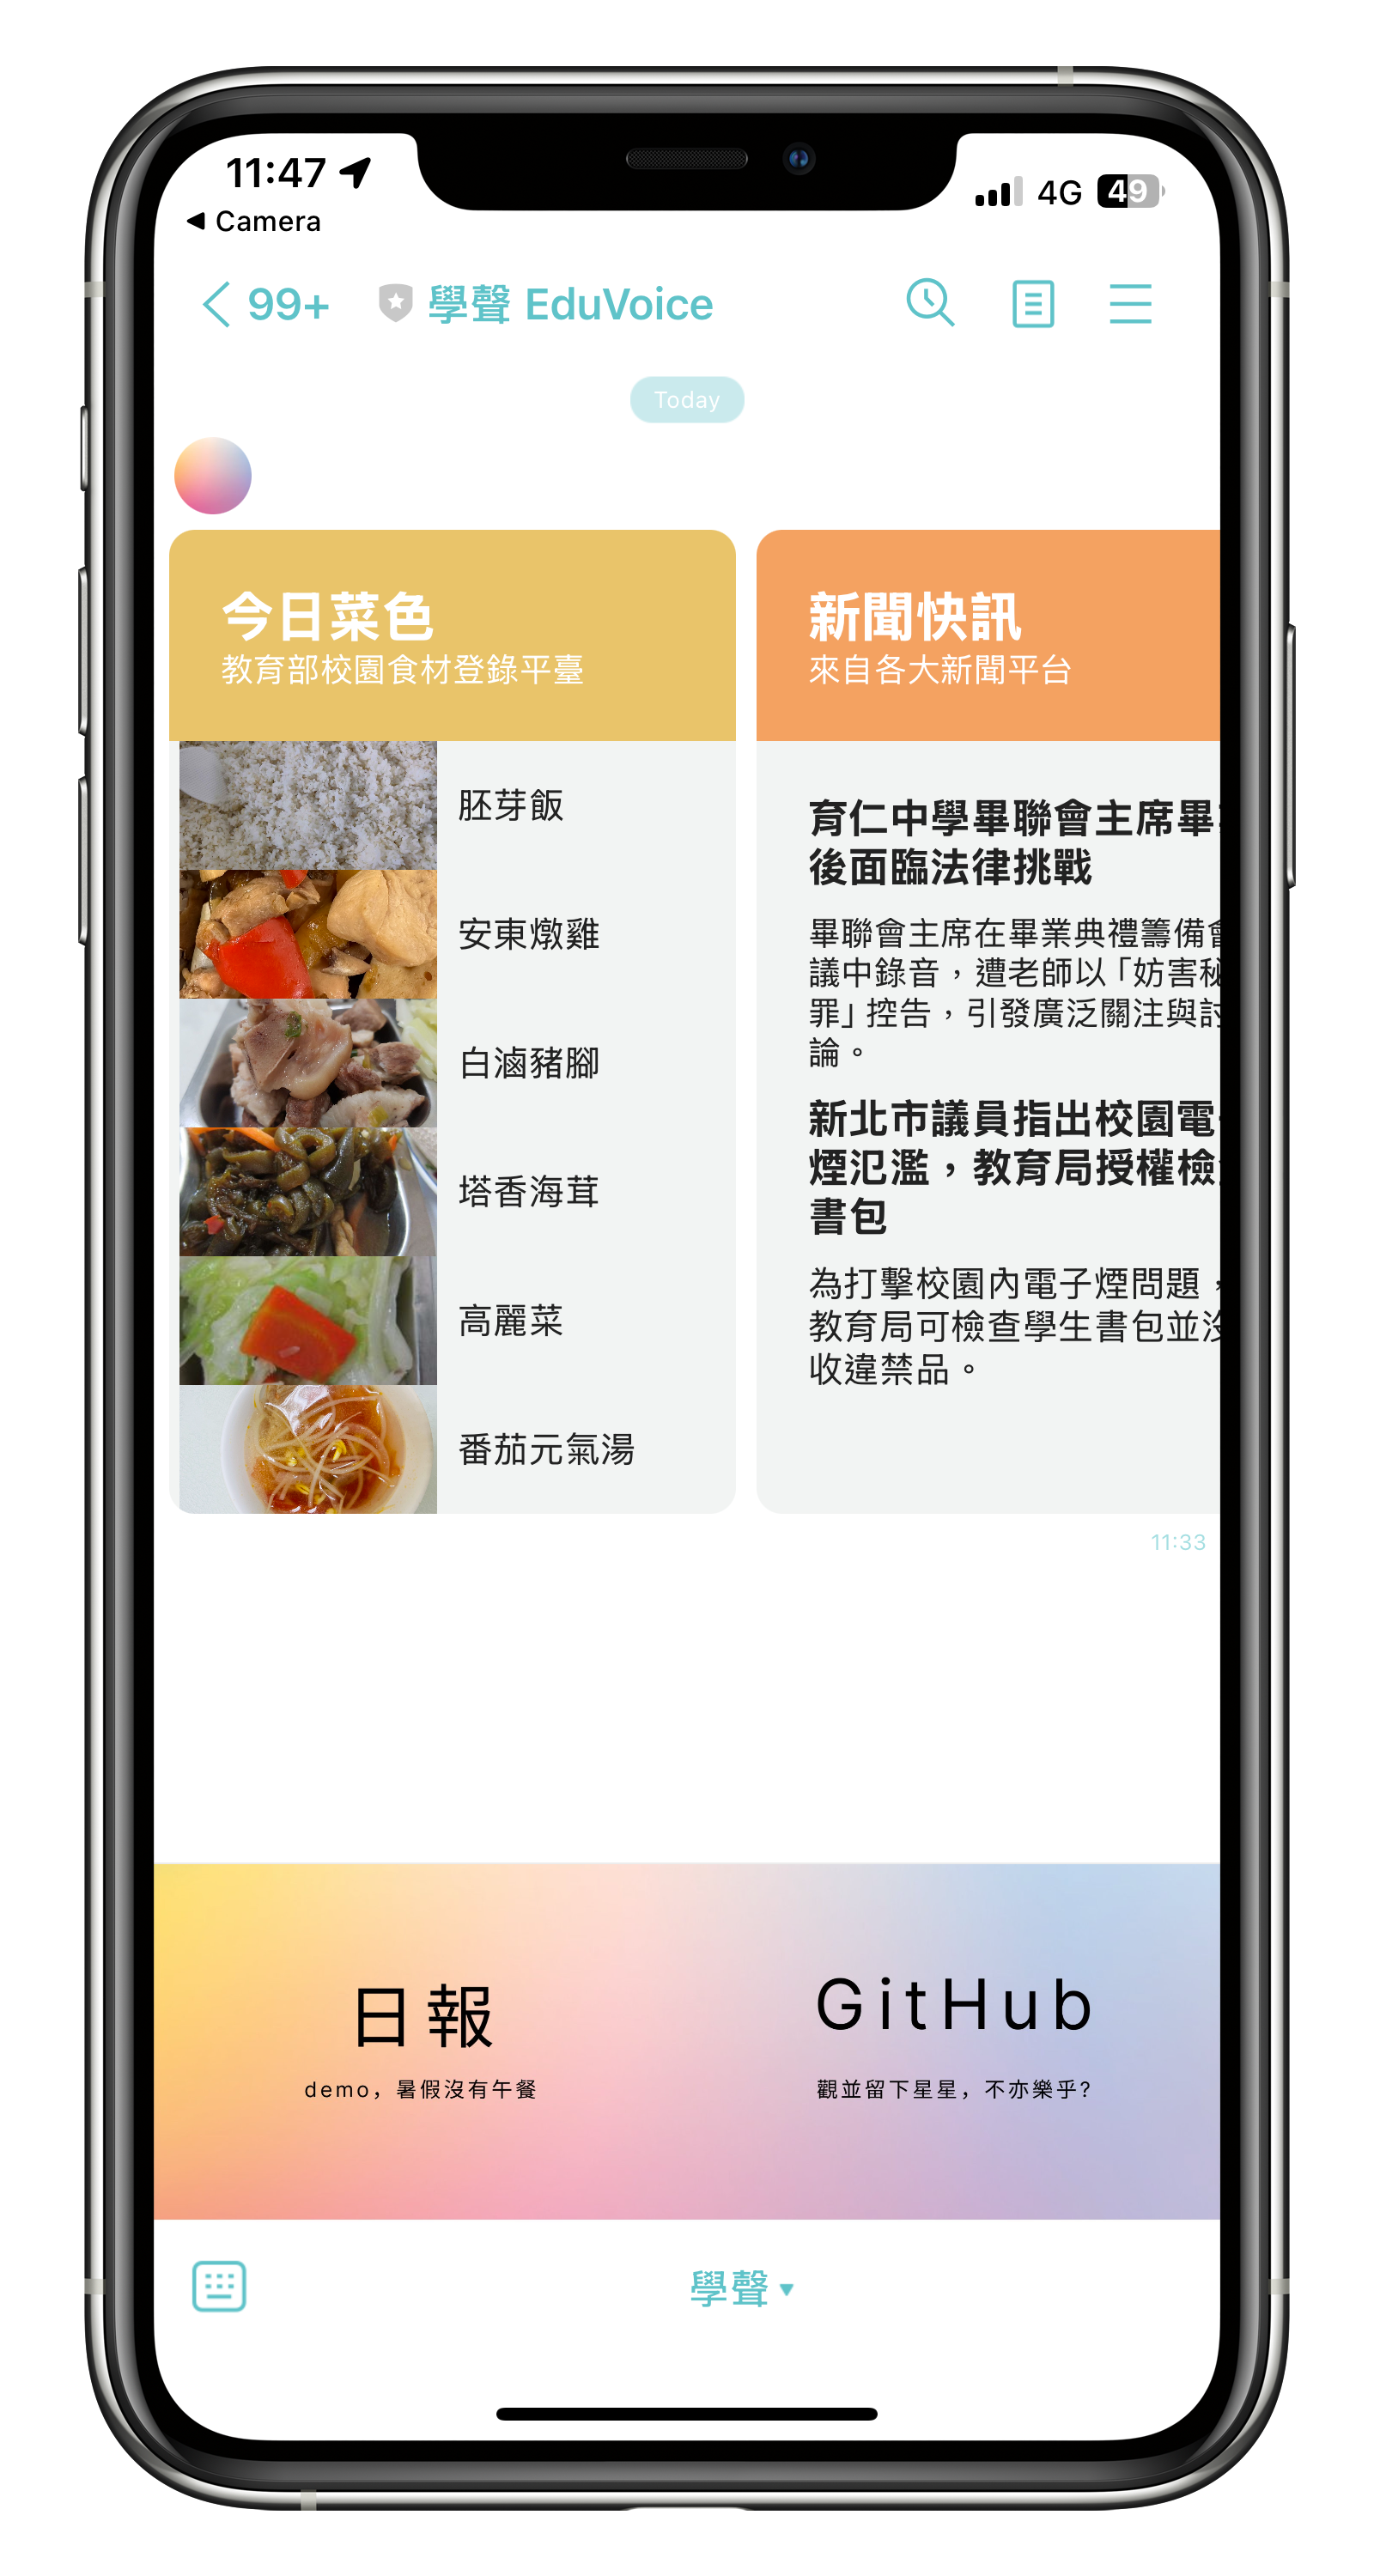 11:47
4G 49
Camera
99+ 學聲 EduVoice
Today
今日菜色
教育部校園食材登錄平臺
胚芽飯
安東燉雞
白滷豬腳
塔香海茸
高麗菜
番茄元氣湯
新聞快訊
來自各大新聞平台
育仁中學畢聯會主席畢
後面臨法律挑戰
畢聯會主席在畢業典禮籌備會
議中錄音，遭老師以「妨害秘
罪」控告，引發廣泛關注與討
論。
新北市議員指出校園電
煙氾濫，教育局授權檢
書包
為打擊校園內電子煙問題，
教育局可檢查學生書包並沒
收違禁品。
11:33
日報
demo，暑假沒有午餐
GitHub
觀並留下星星，不亦樂乎?
學聲